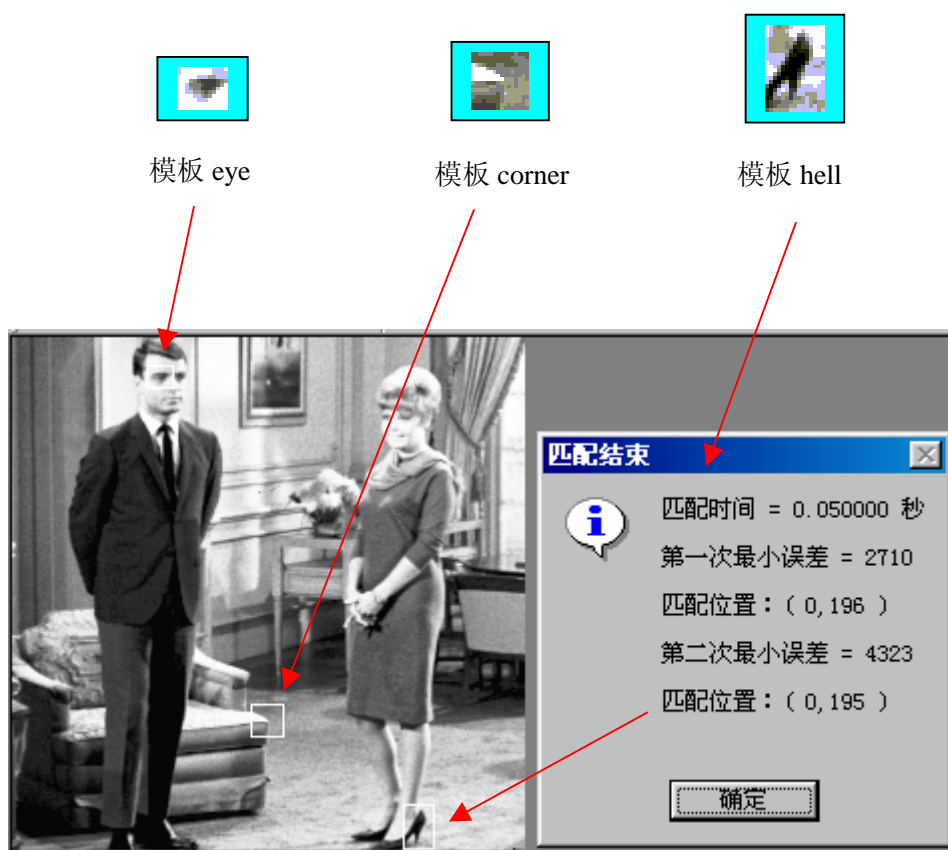 模板 eye
模板 corner
模板 hell
匹配结束
匹配时间 = 0.050000 秒
第一次最小误差 = 2710
匹配位置：( 0,196 )
第二次最小误差 = 4323
匹配位置：( 0,195 )
确定